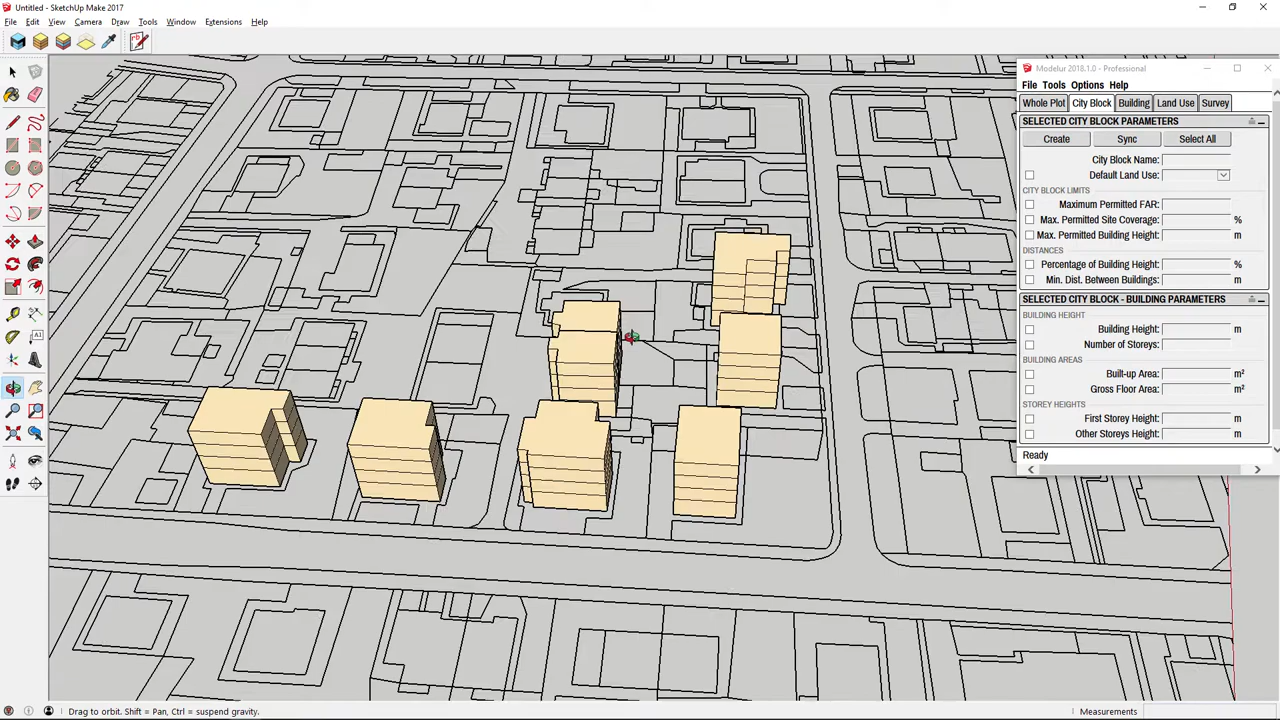 Untitled - SketchUp Make 2017
File Edit View Camera Draw Tools Window Extensions Help
Modelur 2018.1.0 - Professional
File Tools Options Help
Whole Plot City Block Building Land Use Survey
SELECTED CITY BLOCK PARAMETERS
Create Sync Select All
City Block Name:
Default Land Use:
CITY BLOCK LIMITS
Maximum Permitted FAR:
Max. Permitted Site Coverage: %
Max. Permitted Building Height: m
DISTANCES
Percentage of Building Height: %
Min. Dist. Between Buildings: m
SELECTED CITY BLOCK - BUILDING PARAMETERS
BUILDING HEIGHT
Building Height: m
Number of Storeys:
BUILDING AREAS
Built-up Area: m²
Gross Floor Area: m²
STOREY HEIGHTS
First Storey Height: m
Other Storeys Height: m
Ready
Drag to orbit. Shift = Pan, Ctrl = suspend gravity.
Measurements